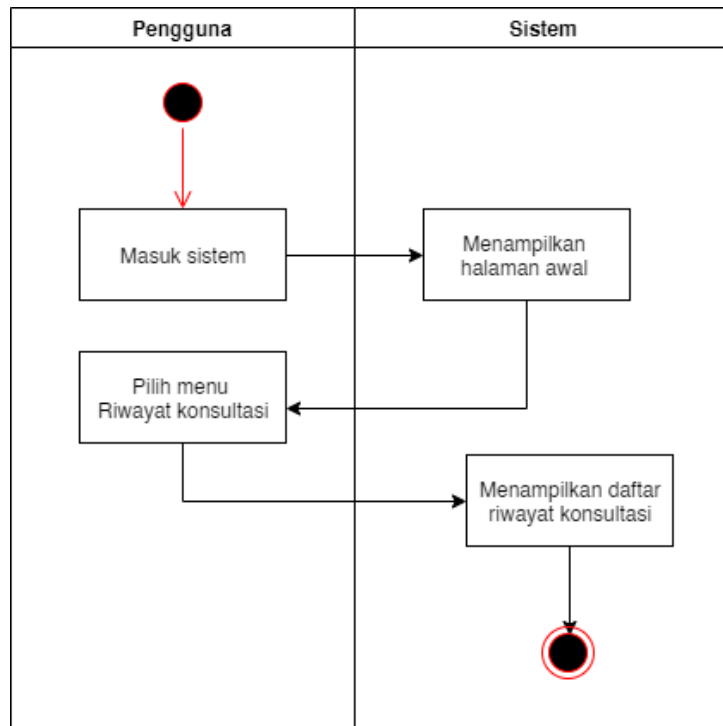 Pengguna
Sistem
Masuk sistem
Menampilkan
halaman awal
Pilih menu
Riwayat konsultasi
Menampilkan daftar
riwayat konsultasi